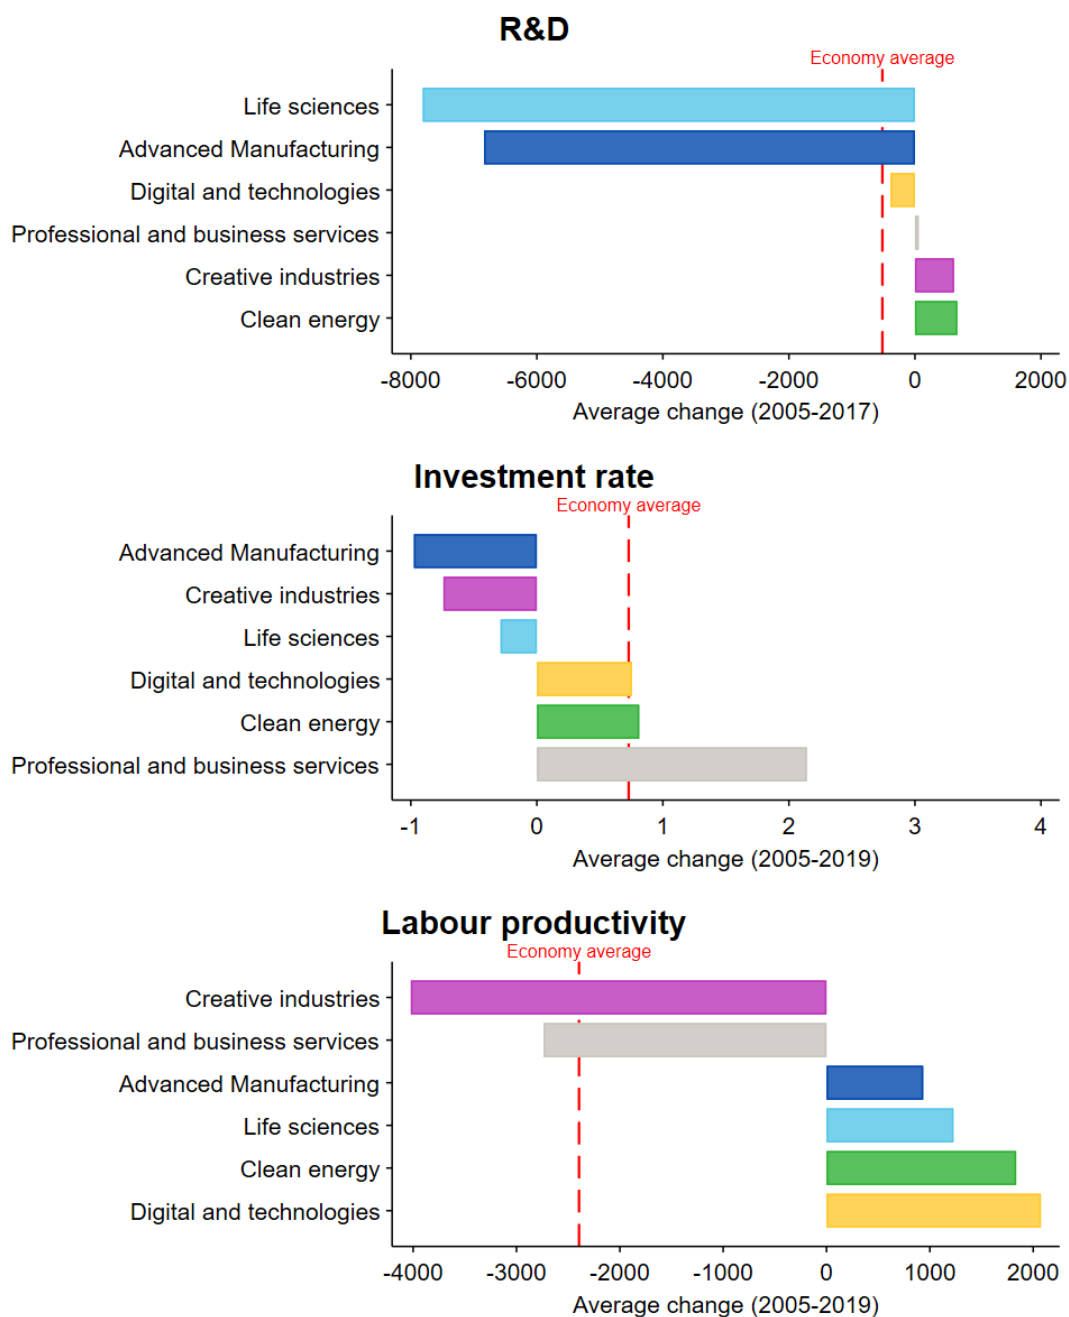 R&D
Economy average
Life sciences
Advanced Manufacturing
Digital and technologies
Professional and business services
Creative industries
Clean energy
-8000 -6000 -4000 -2000 0 2000
Average change (2005-2017)
Investment rate
Economy average
Advanced Manufacturing
Creative industries
Life sciences
Digital and technologies
Clean energy
Professional and business services
-1 0 1 2 3 4
Average change (2005-2019)
Labour productivity
Economy average
Creative industries
Professional and business services
Advanced Manufacturing
Life sciences
Clean energy
Digital and technologies
-4000 -3000 -2000 -1000 0 1000 2000
Average change (2005-2019)